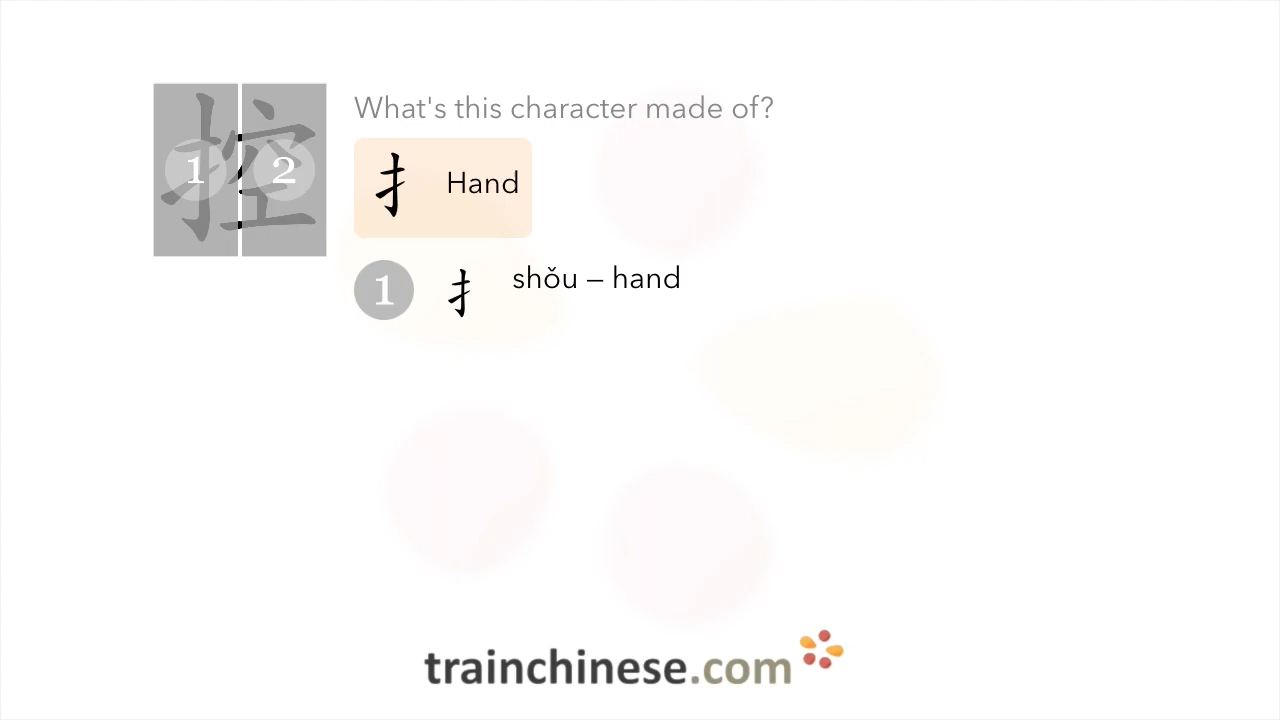 控
1 2
What's this character made of?
扌 Hand
1 扌 shǒu – hand
trainchinese.com